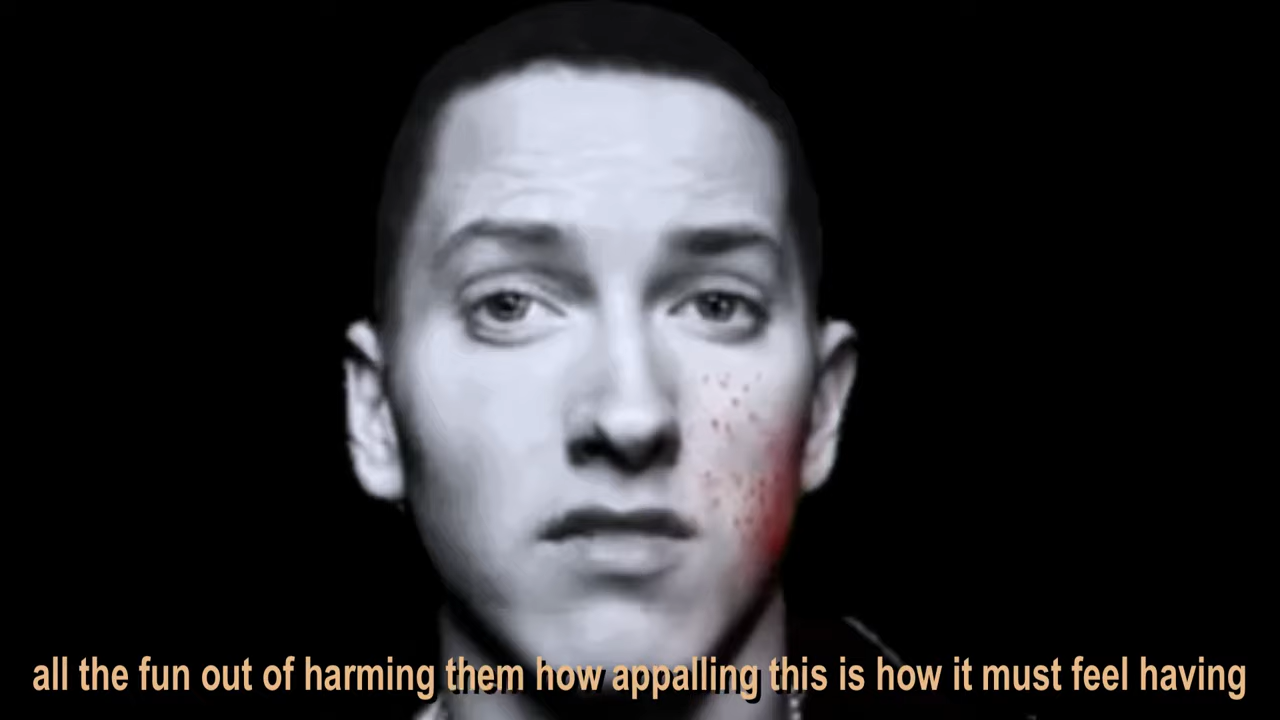 all the fun out of harming them how appalling this is how it must feel having